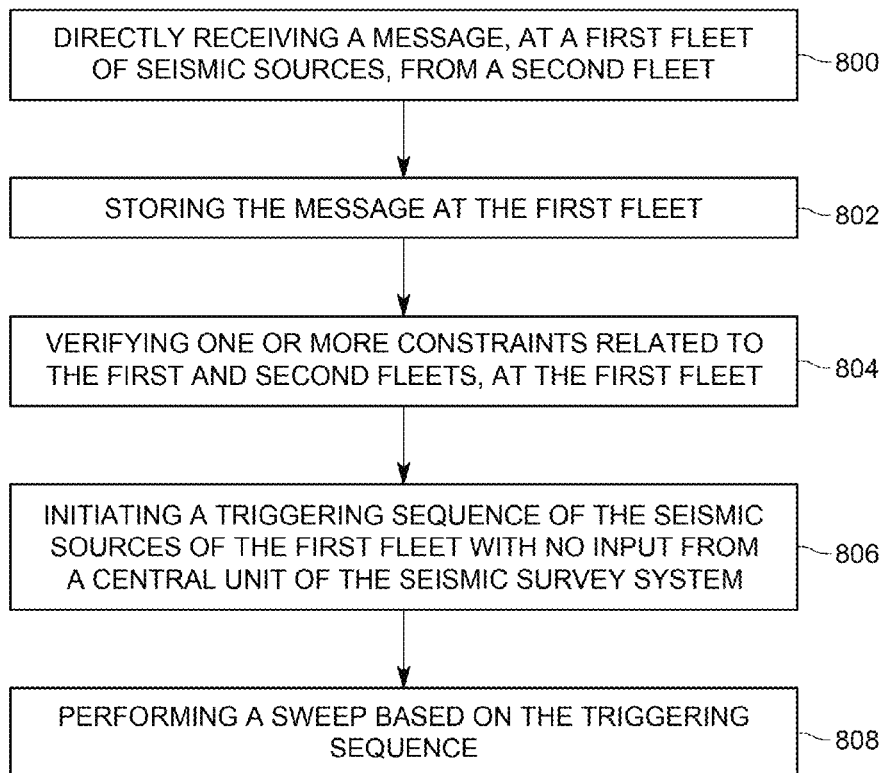 DIRECTLY RECEIVING A MESSAGE, AT A FIRST FLEET
OF SEISMIC SOURCES, FROM A SECOND FLEET
800
STORING THE MESSAGE AT THE FIRST FLEET
802
VERIFYING ONE OR MORE CONSTRAINTS RELATED TO
THE FIRST AND SECOND FLEETS, AT THE FIRST FLEET
804
INITIATING A TRIGGERING SEQUENCE OF THE SEISMIC
SOURCES OF THE FIRST FLEET WITH NO INPUT FROM
A CENTRAL UNIT OF THE SEISMIC SURVEY SYSTEM
806
PERFORMING A SWEEP BASED ON THE TRIGGERING
SEQUENCE
808